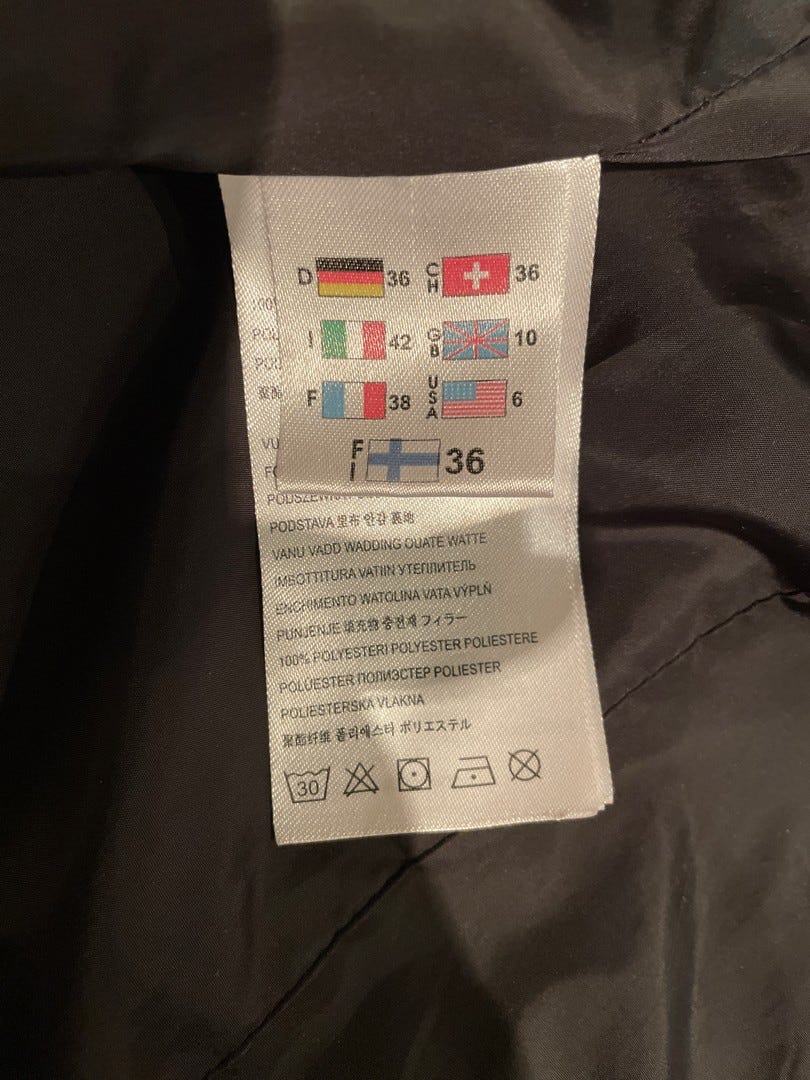 D 36 CH 36
I 42 GB 10
F 38 USA 6
FI 36
100%
VU
PODSTAVA 里布 안감 裏地
VANU VADD WADDING OUATE WATTE
IMBOTTITURA VATIIN УТЕПЛИТЕЛЬ
ENCHIMENTO WATOLINA VATA VÝPLŇ
PUNJENJE 填充物 충전재 フィラー
100% POLYESTERI POLYESTER POLIESTERE
POLÜESTER ПОЛИЭСТЕР POLIESTER
POLIESTERSKA VLAKNA
聚酯纤维 폴리에스터 ポリエステル
30